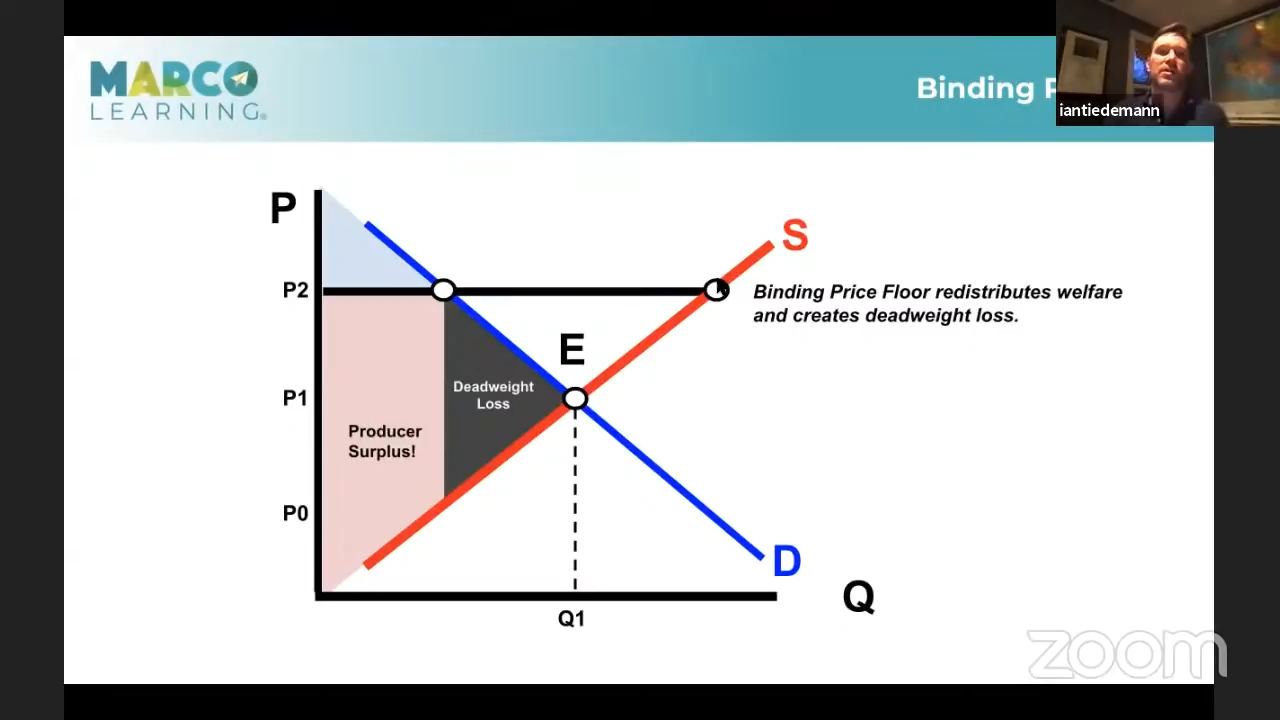 MARCO
LEARNING®
Binding
iantiedemann
P
S
P2
Binding Price Floor redistributes welfare
and creates deadweight loss.
E
Deadweight
Loss
P1
Producer
Surplus!
P0
D
Q
Q1
zoom